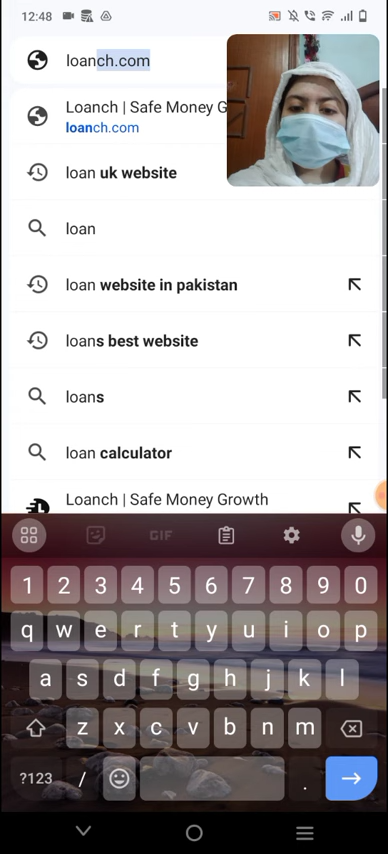 12:48
loanch.com
Loanch | Safe Money G
loanch.com
loan uk website
loan
loan website in pakistan
loans best website
loans
loan calculator
Loanch | Safe Money Growth
GIF
1 2 3 4 5 6 7 8 9 0
q w e r t y u i o p
a s d f g h j k l
z x c v b n m
?123 / .